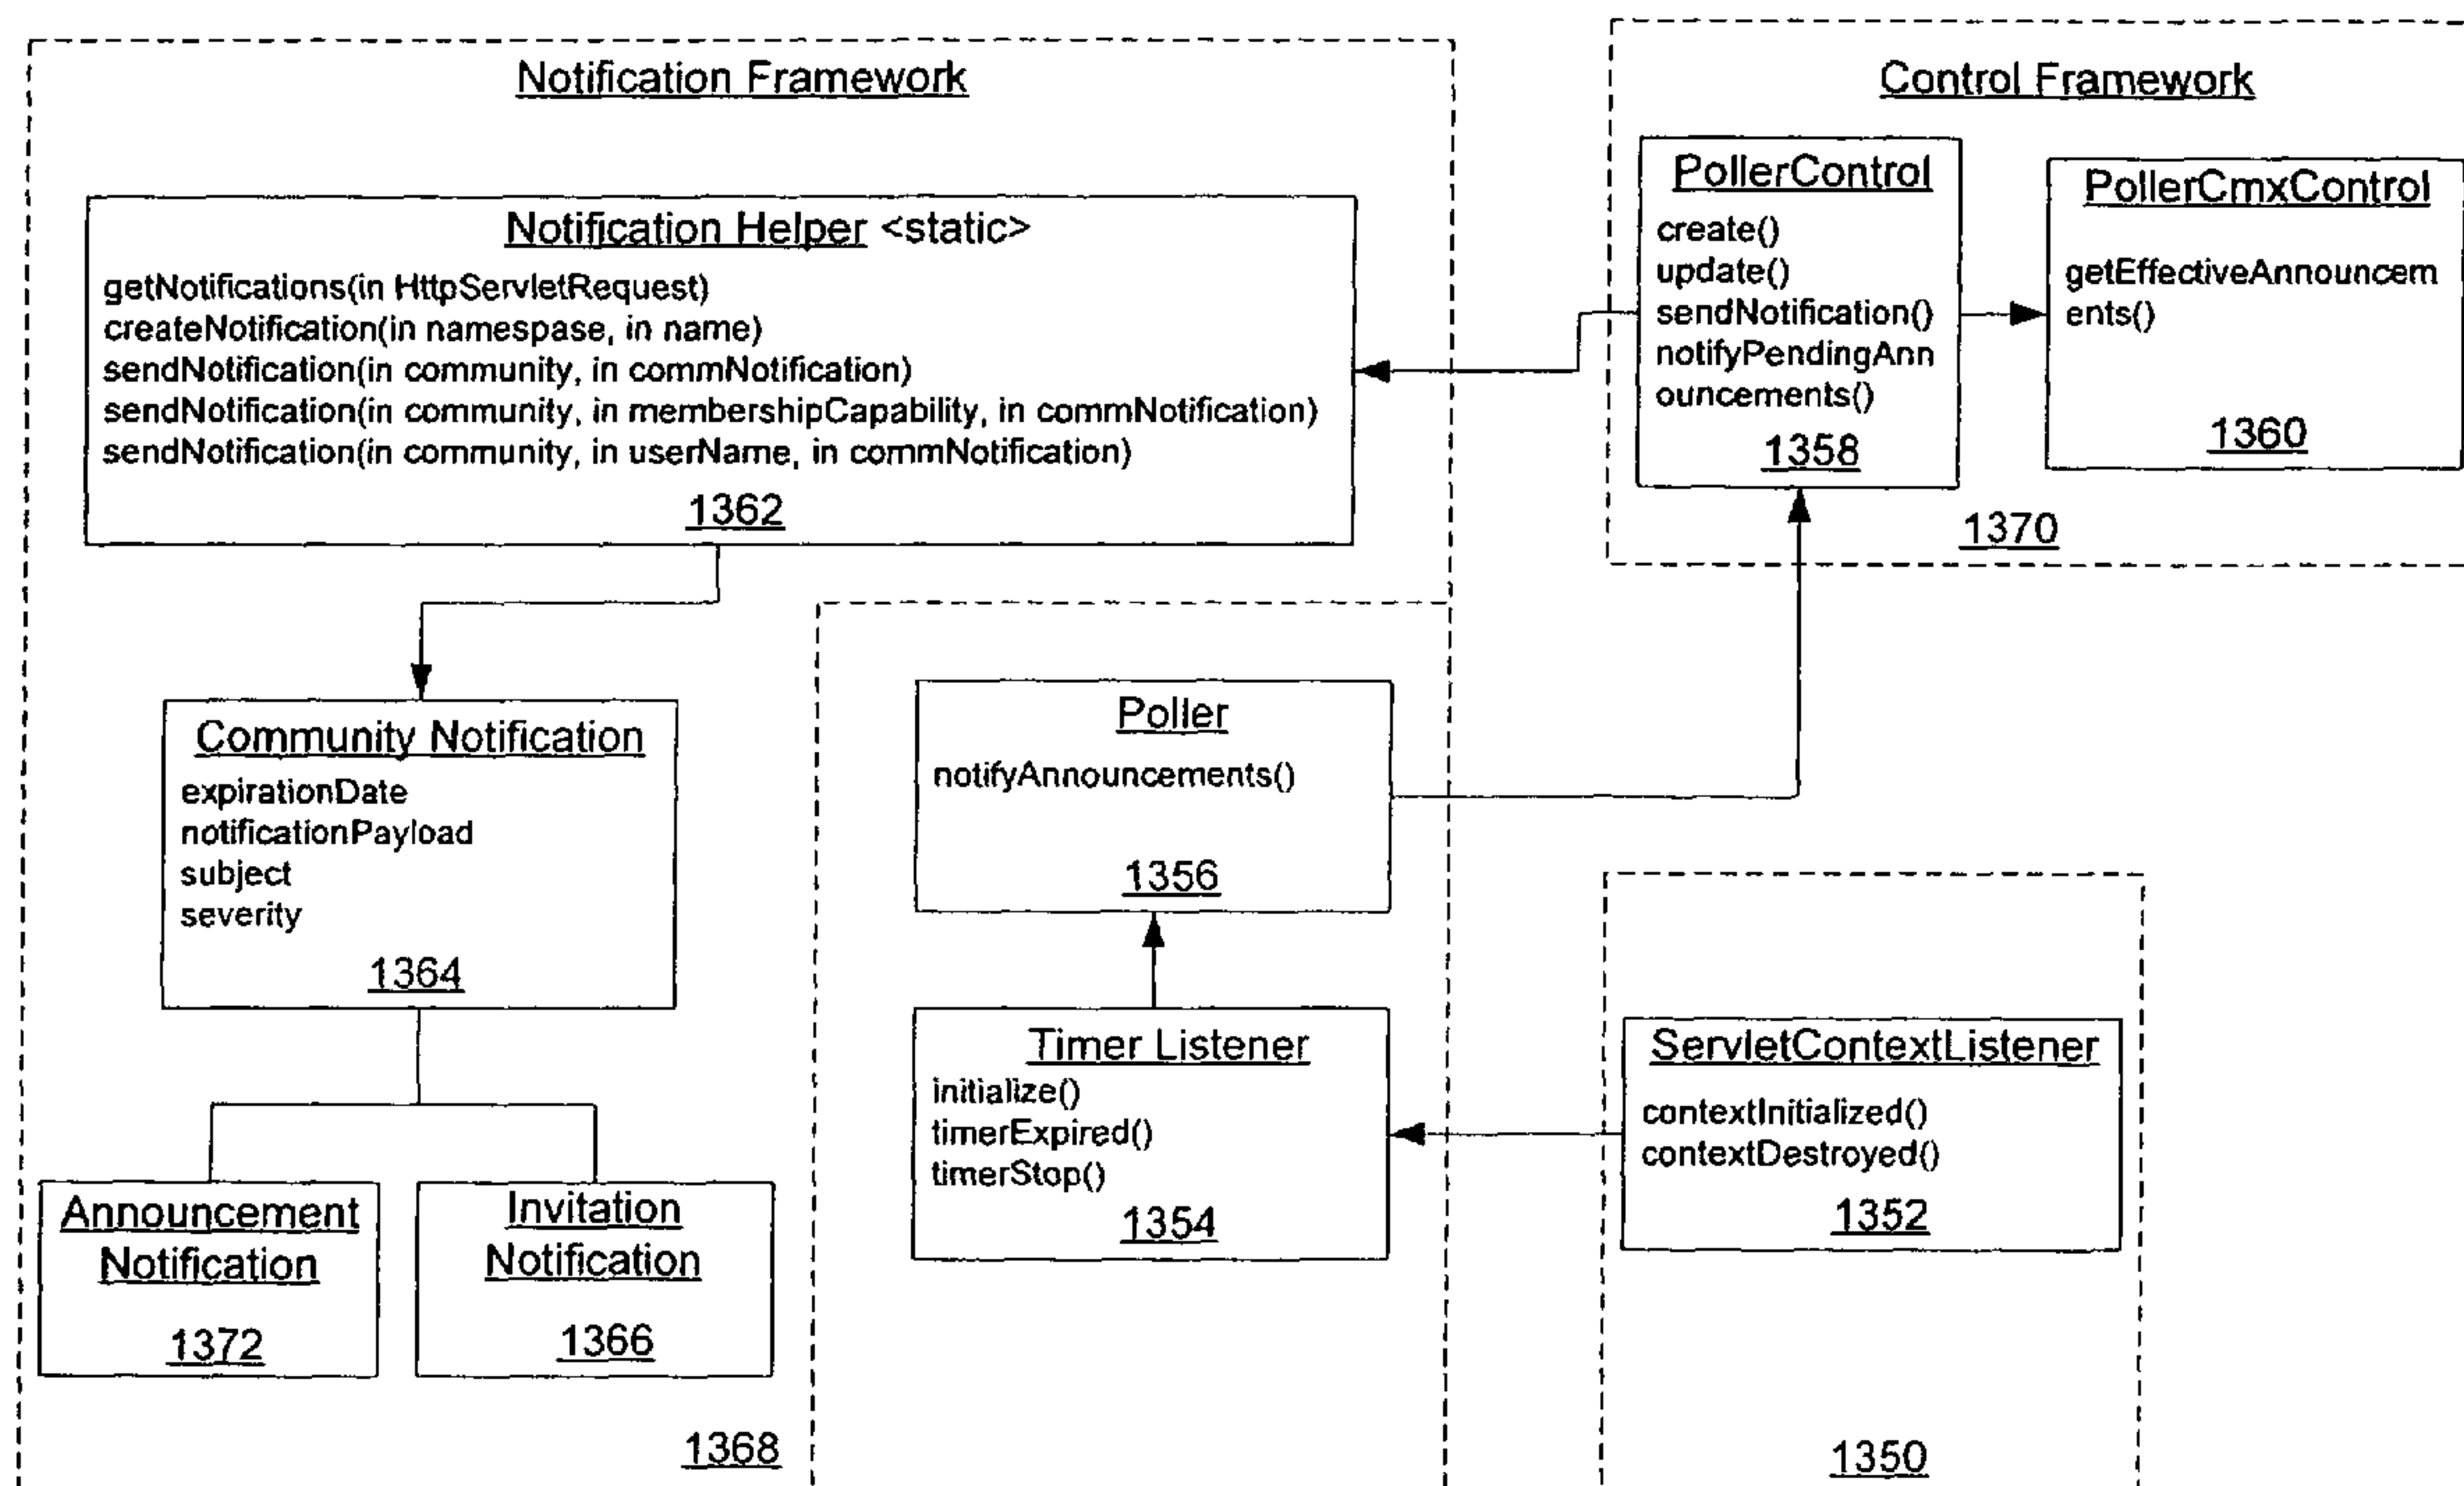 Notification Framework
Notification Helper <static>
getNotifications(in HttpServletRequest)
createNotification(in namespase, in name)
sendNotification(in community, in commNotification)
sendNotification(in community, in membershipCapability, in commNotification)
sendNotification(in community, in userName, in commNotification)
1362
Control Framework
PollerControl
create()
update()
sendNotification()
notifyPendingAnn
ouncements()
1358
PollerCmxControl
getEffectiveAnnouncem
ents()
1360
1370
Community Notification
expirationDate
notificationPayload
subject
severity
1364
Poller
notifyAnnouncements()
1356
Timer Listener
initialize()
timerExpired()
timerStop()
1354
ServletContextListener
contextInitialized()
contextDestroyed()
1352
Announcement
Notification
1372
Invitation
Notification
1366
1368
1350